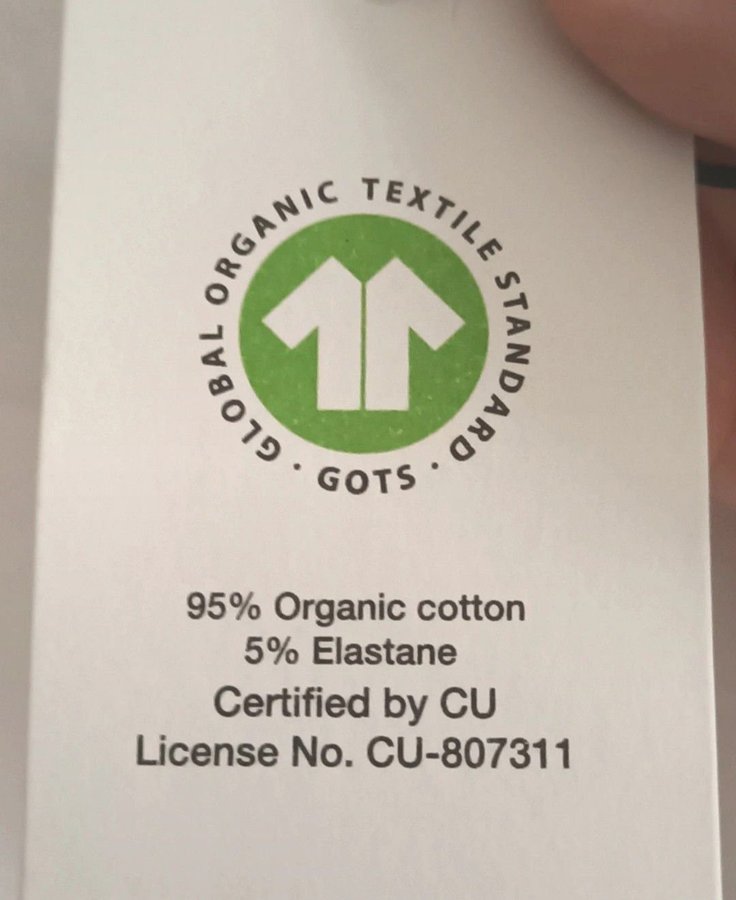 GLOBAL ORGANIC TEXTILE STANDARD · GOTS ·
95% Organic cotton
5% Elastane
Certified by CU
License No. CU-807311